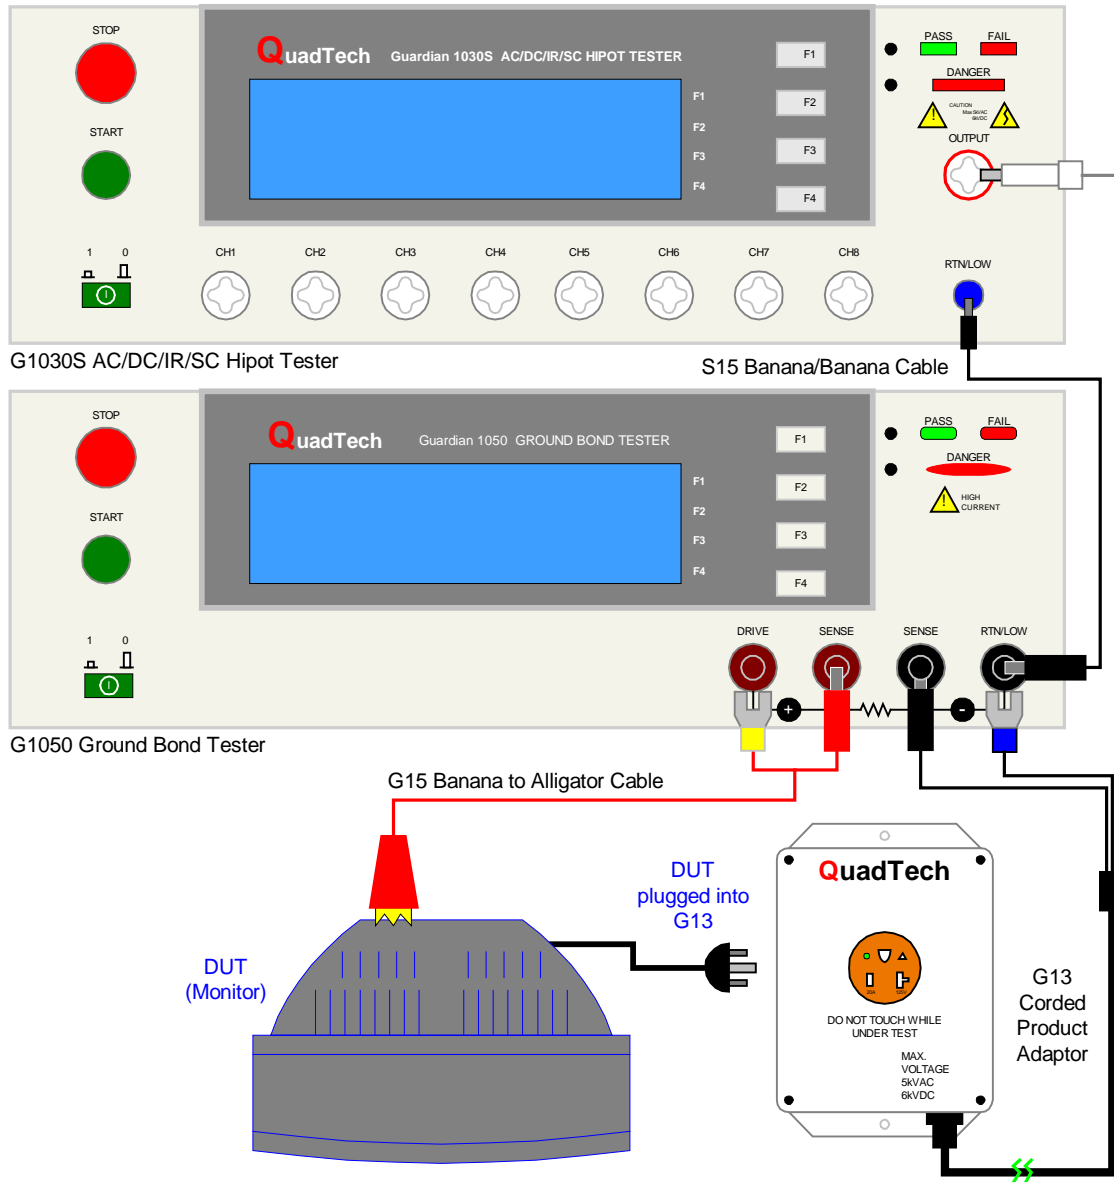 STOP
QuadTech Guardian 1030S AC/DC/IR/SC HIPOT TESTER
F1
F2
F3
F4
F1
F2
F3
F4
PASS FAIL
DANGER
CAUTION
Max 5kVAC
6kVDC
OUTPUT
START
1 0
CH1 CH2 CH3 CH4 CH5 CH6 CH7 CH8
RTN/LOW
G1030S AC/DC/IR/SC Hipot Tester
S15 Banana/Banana Cable
STOP
QuadTech Guardian 1050 GROUND BOND TESTER
F1
F2
F3
F4
F1
F2
F3
F4
PASS FAIL
DANGER
HIGH
CURRENT
START
1 0
DRIVE SENSE SENSE RTN/LOW
+ -
G1050 Ground Bond Tester
G15 Banana to Alligator Cable
DUT
plugged into
G13
QuadTech
DUT
(Monitor)
20A 125V
DO NOT TOUCH WHILE
UNDER TEST
MAX.
VOLTAGE
5kVAC
6kVDC
G13
Corded
Product
Adaptor